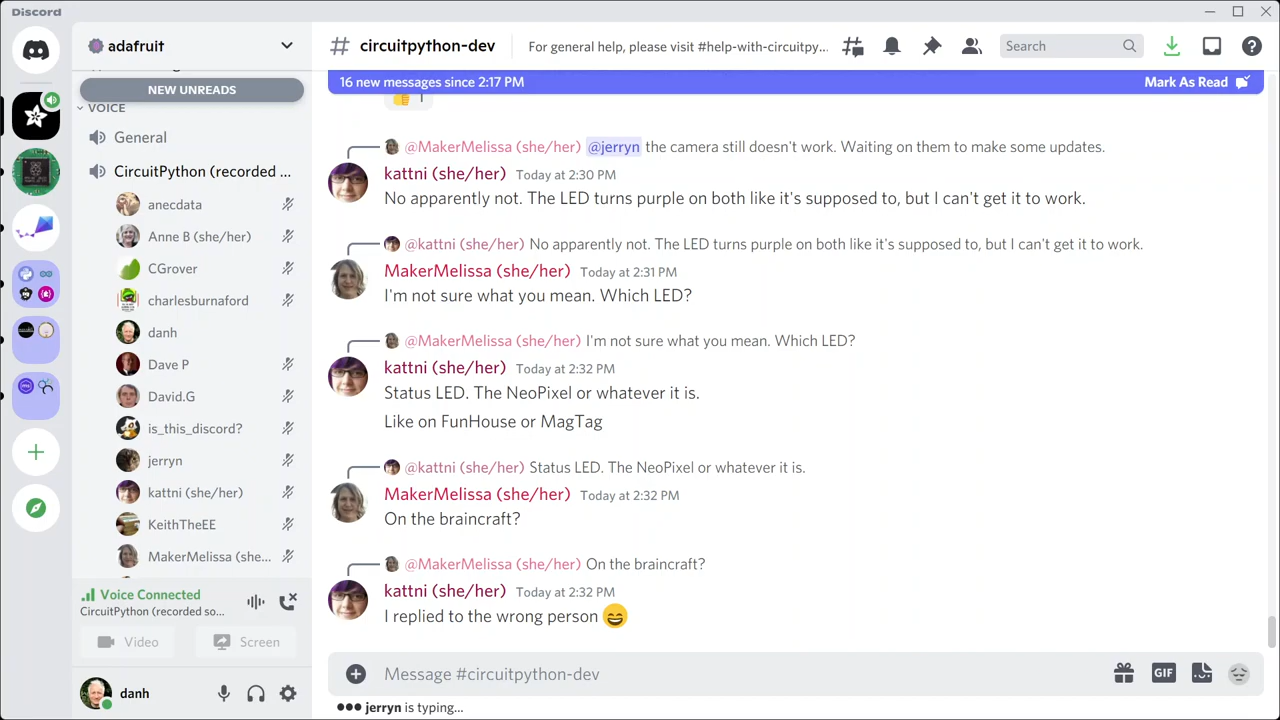 Discord
adafruit
circuitpython-dev
For general help, please visit #help-with-circuitpy...
Search
NEW UNREADS
VOICE
General
CircuitPython (recorded ...
anecdata
Anne B (she/her)
CGrover
charlesburnaford
danh
Dave P
David.G
is_this_discord?
jerryn
kattni (she/her)
KeithTheEE
MakerMelissa (she...
Voice Connected
CircuitPython (recorded so...
Video
Screen
danh
16 new messages since 2:17 PM
Mark As Read
1
@MakerMelissa (she/her) @jerryn the camera still doesn't work. Waiting on them to make some updates.
kattni (she/her) Today at 2:30 PM
No apparently not. The LED turns purple on both like it's supposed to, but I can't get it to work.
@kattni (she/her) No apparently not. The LED turns purple on both like it's supposed to, but I can't get it to work.
MakerMelissa (she/her) Today at 2:31 PM
I'm not sure what you mean. Which LED?
@MakerMelissa (she/her) I'm not sure what you mean. Which LED?
kattni (she/her) Today at 2:32 PM
Status LED. The NeoPixel or whatever it is.
Like on FunHouse or MagTag
@kattni (she/her) Status LED. The NeoPixel or whatever it is.
MakerMelissa (she/her) Today at 2:32 PM
On the braincraft?
@MakerMelissa (she/her) On the braincraft?
kattni (she/her) Today at 2:32 PM
I replied to the wrong person 😄
Message #circuitpython-dev
GIF
jerryn is typing...